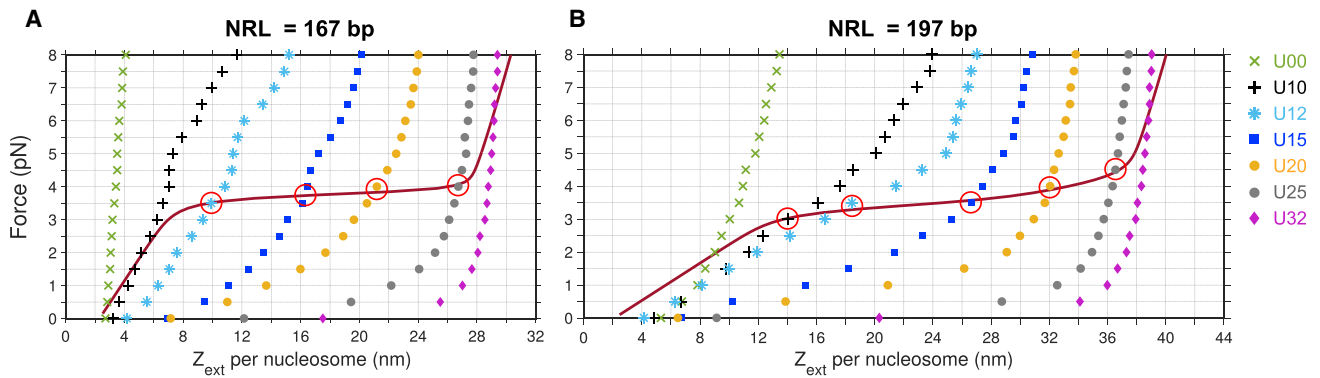 A
NRL = 167 bp
B
NRL = 197 bp
Force (pN)
8
7
6
5
4
3
2
1
0
0 4 8 12 16 20 24 28 32
Z_ext per nucleosome (nm)
8
7
6
5
4
3
2
1
0
0 4 8 12 16 20 24 28 32 36 40 44
Z_ext per nucleosome (nm)
U00
U10
U12
U15
U20
U25
U32